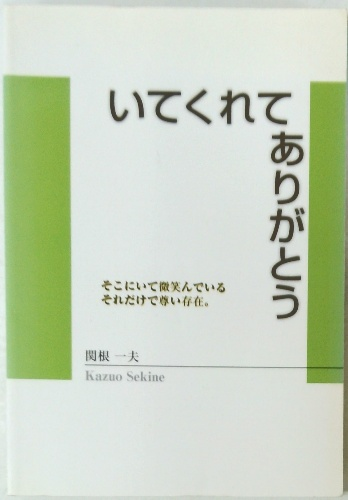 いてくれて
ありがとう
そこにいて微笑んでいる
それだけで尊い存在。
関根 一夫
Kazuo Sekine